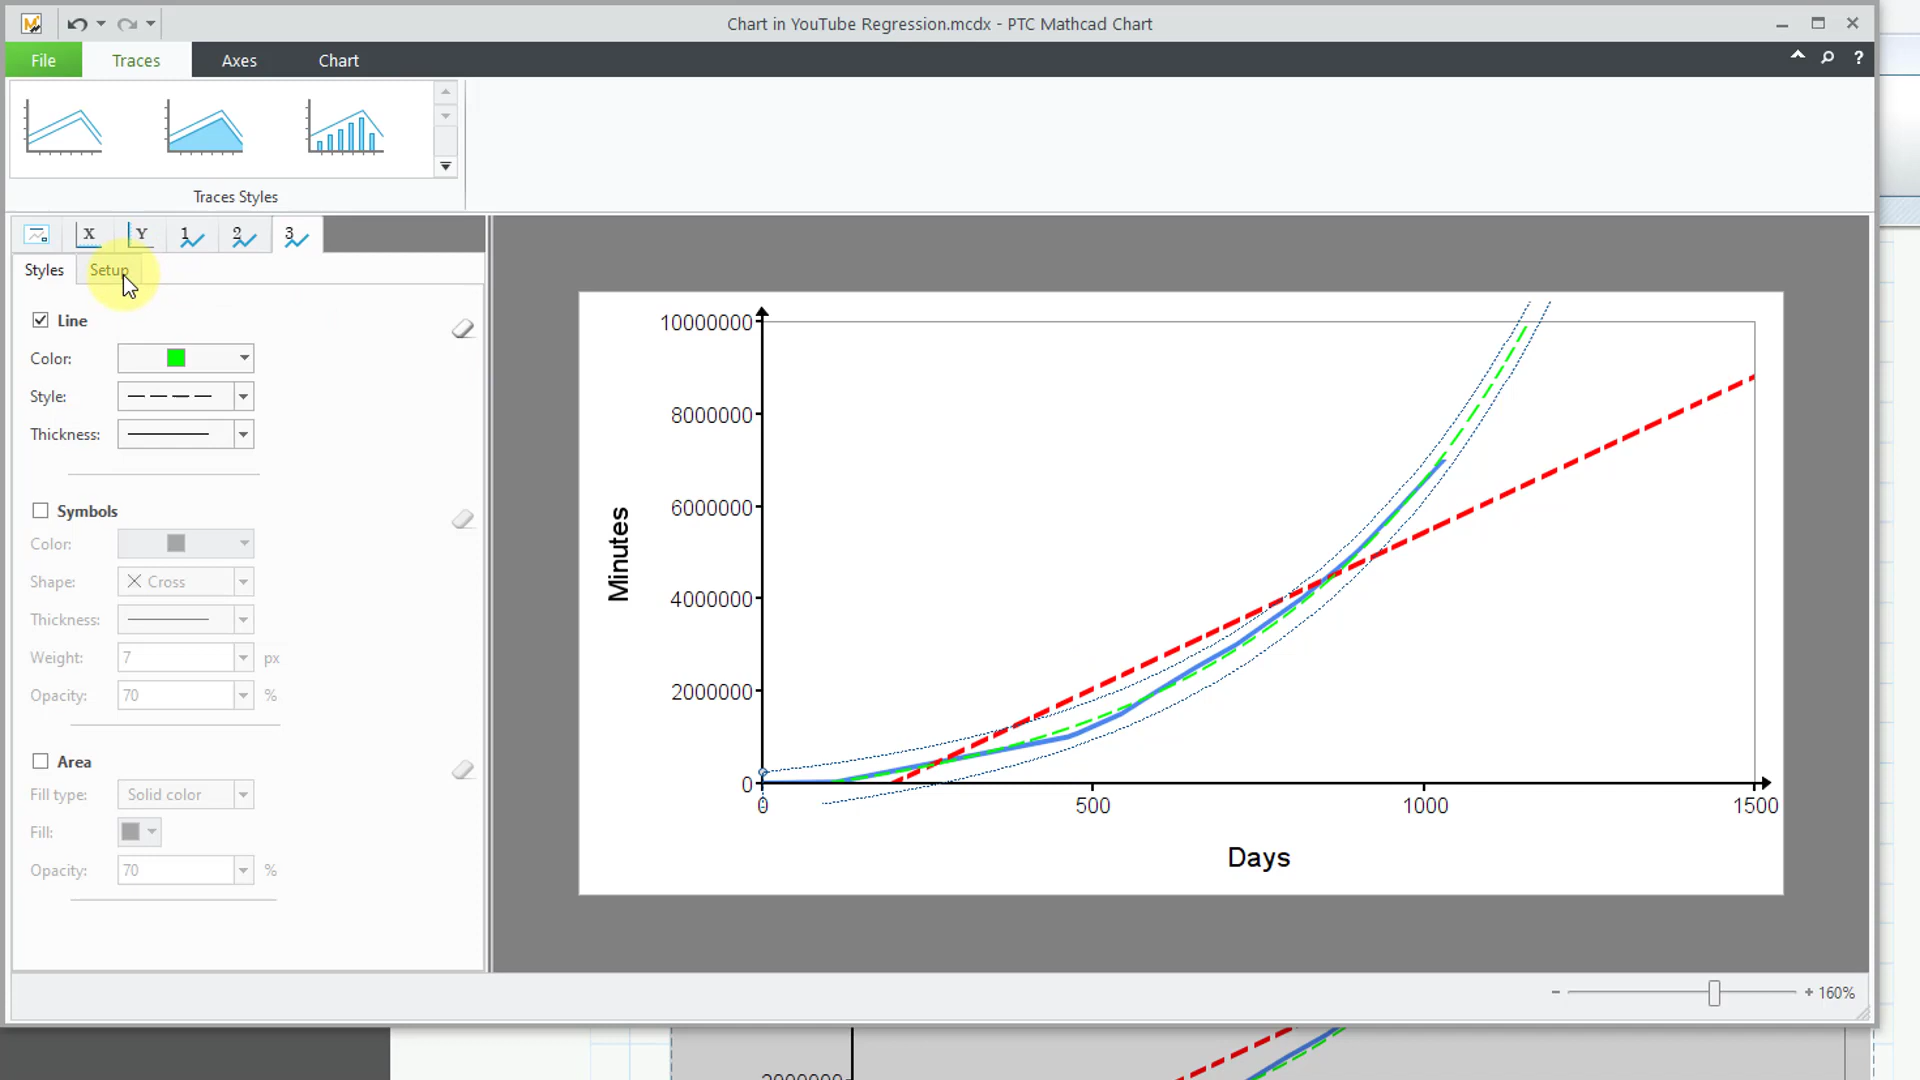 Chart in YouTube Regression.mcdx - PTC Mathcad Chart
File Traces Axes Chart
?
Traces Styles
X Y 1 2 3
Styles Setup
Line
Color:
Style:
Thickness:
Symbols
Color:
Shape: Cross
Thickness:
Weight: 7 px
Opacity: 70 %
Area
Fill type: Solid color
Fill:
Opacity: 70 %
10000000
8000000
6000000
4000000
2000000
0
Minutes
0 500 1000 1500
Days
- + 160%
2000000